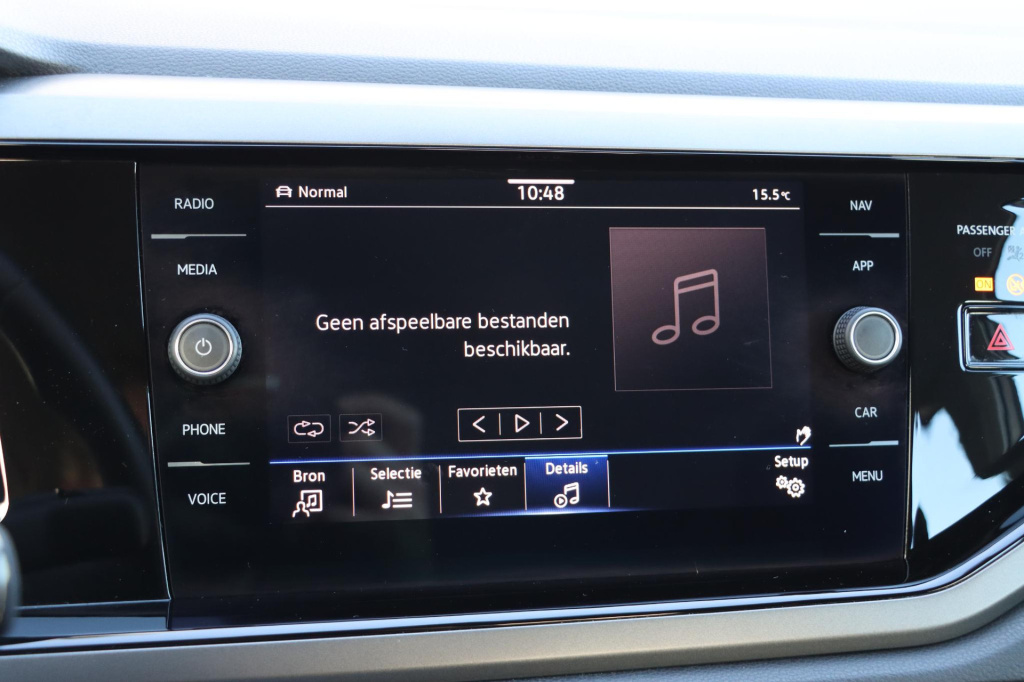 RADIO
MEDIA
PHONE
VOICE
Normal
10:48
15.5°C
Geen afspeelbare bestanden
beschikbaar.
Bron
Selectie
Favorieten
Details
Setup
NAV
APP
CAR
MENU
PASSENGER
OFF
ON